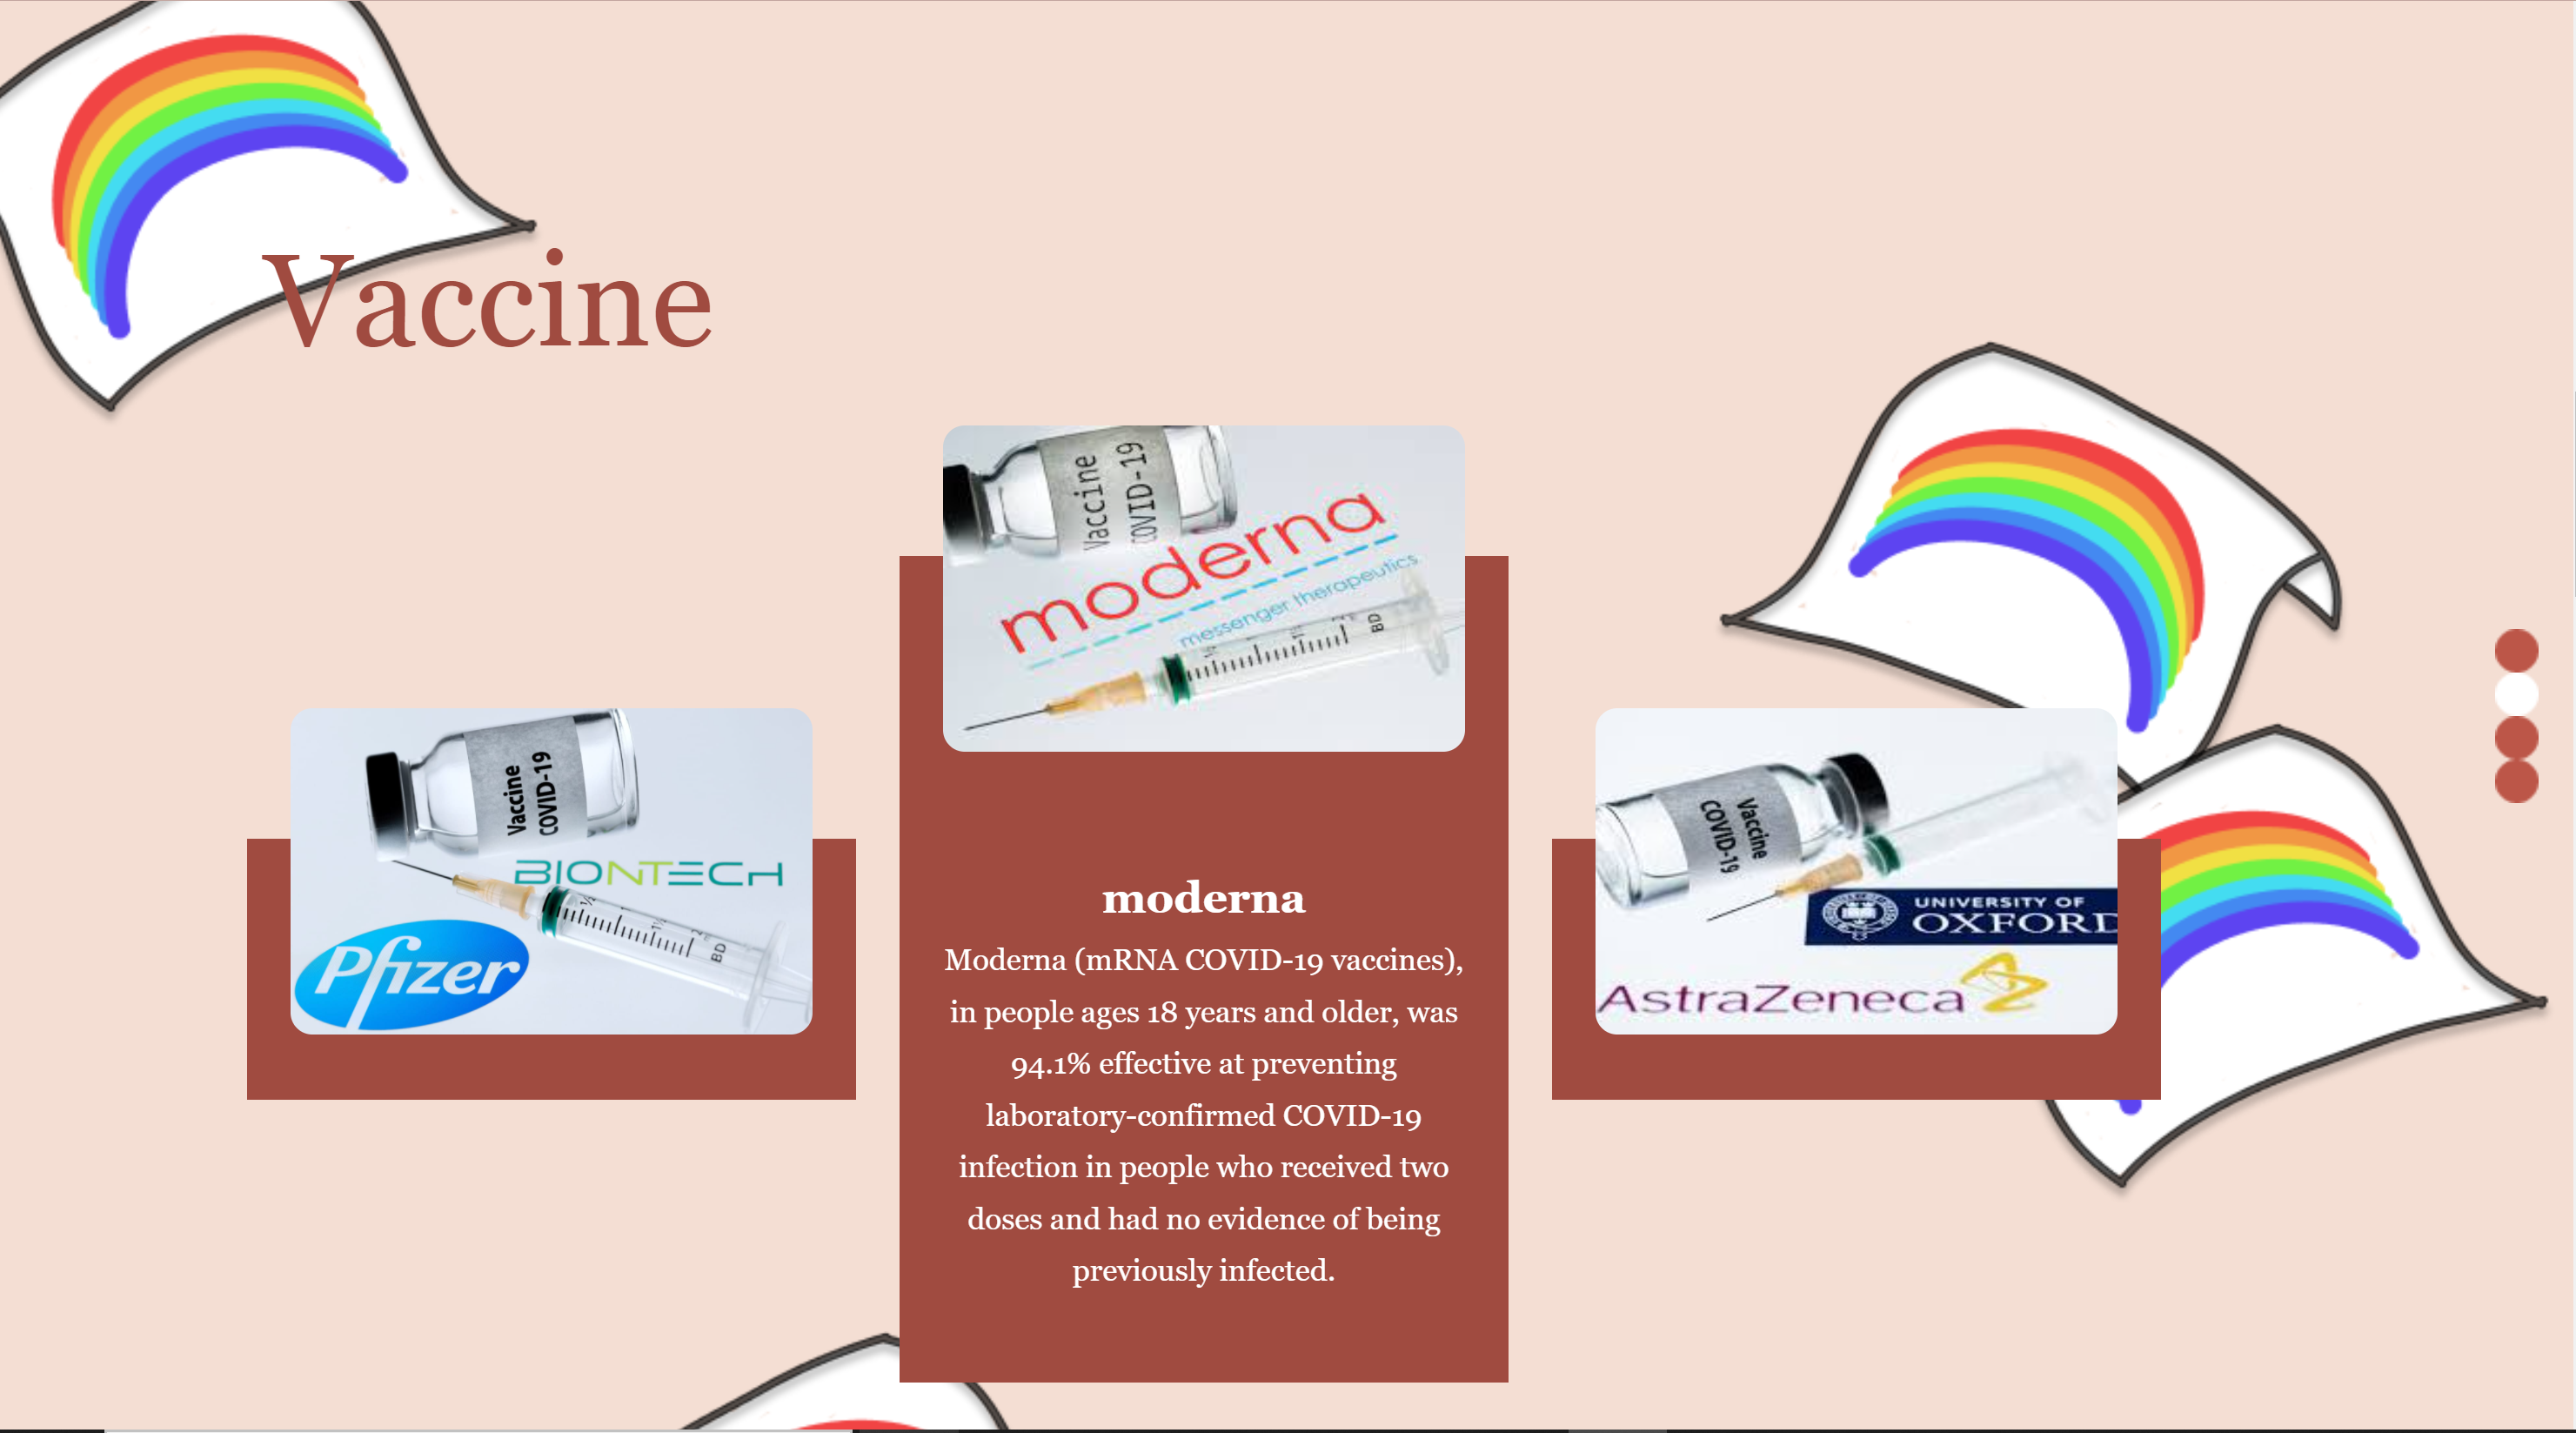 Vaccine
Vaccine
COVID-19
moderna
messenger therapeutics
BD
Vaccine
COVID-19
BIONTECH
Pfizer
BD
moderna
Moderna (mRNA COVID-19 vaccines),
in people ages 18 years and older, was
94.1% effective at preventing
laboratory-confirmed COVID-19
infection in people who received two
doses and had no evidence of being
previously infected.
Vaccine
COVID-19
UNIVERSITY OF
OXFORD
AstraZeneca